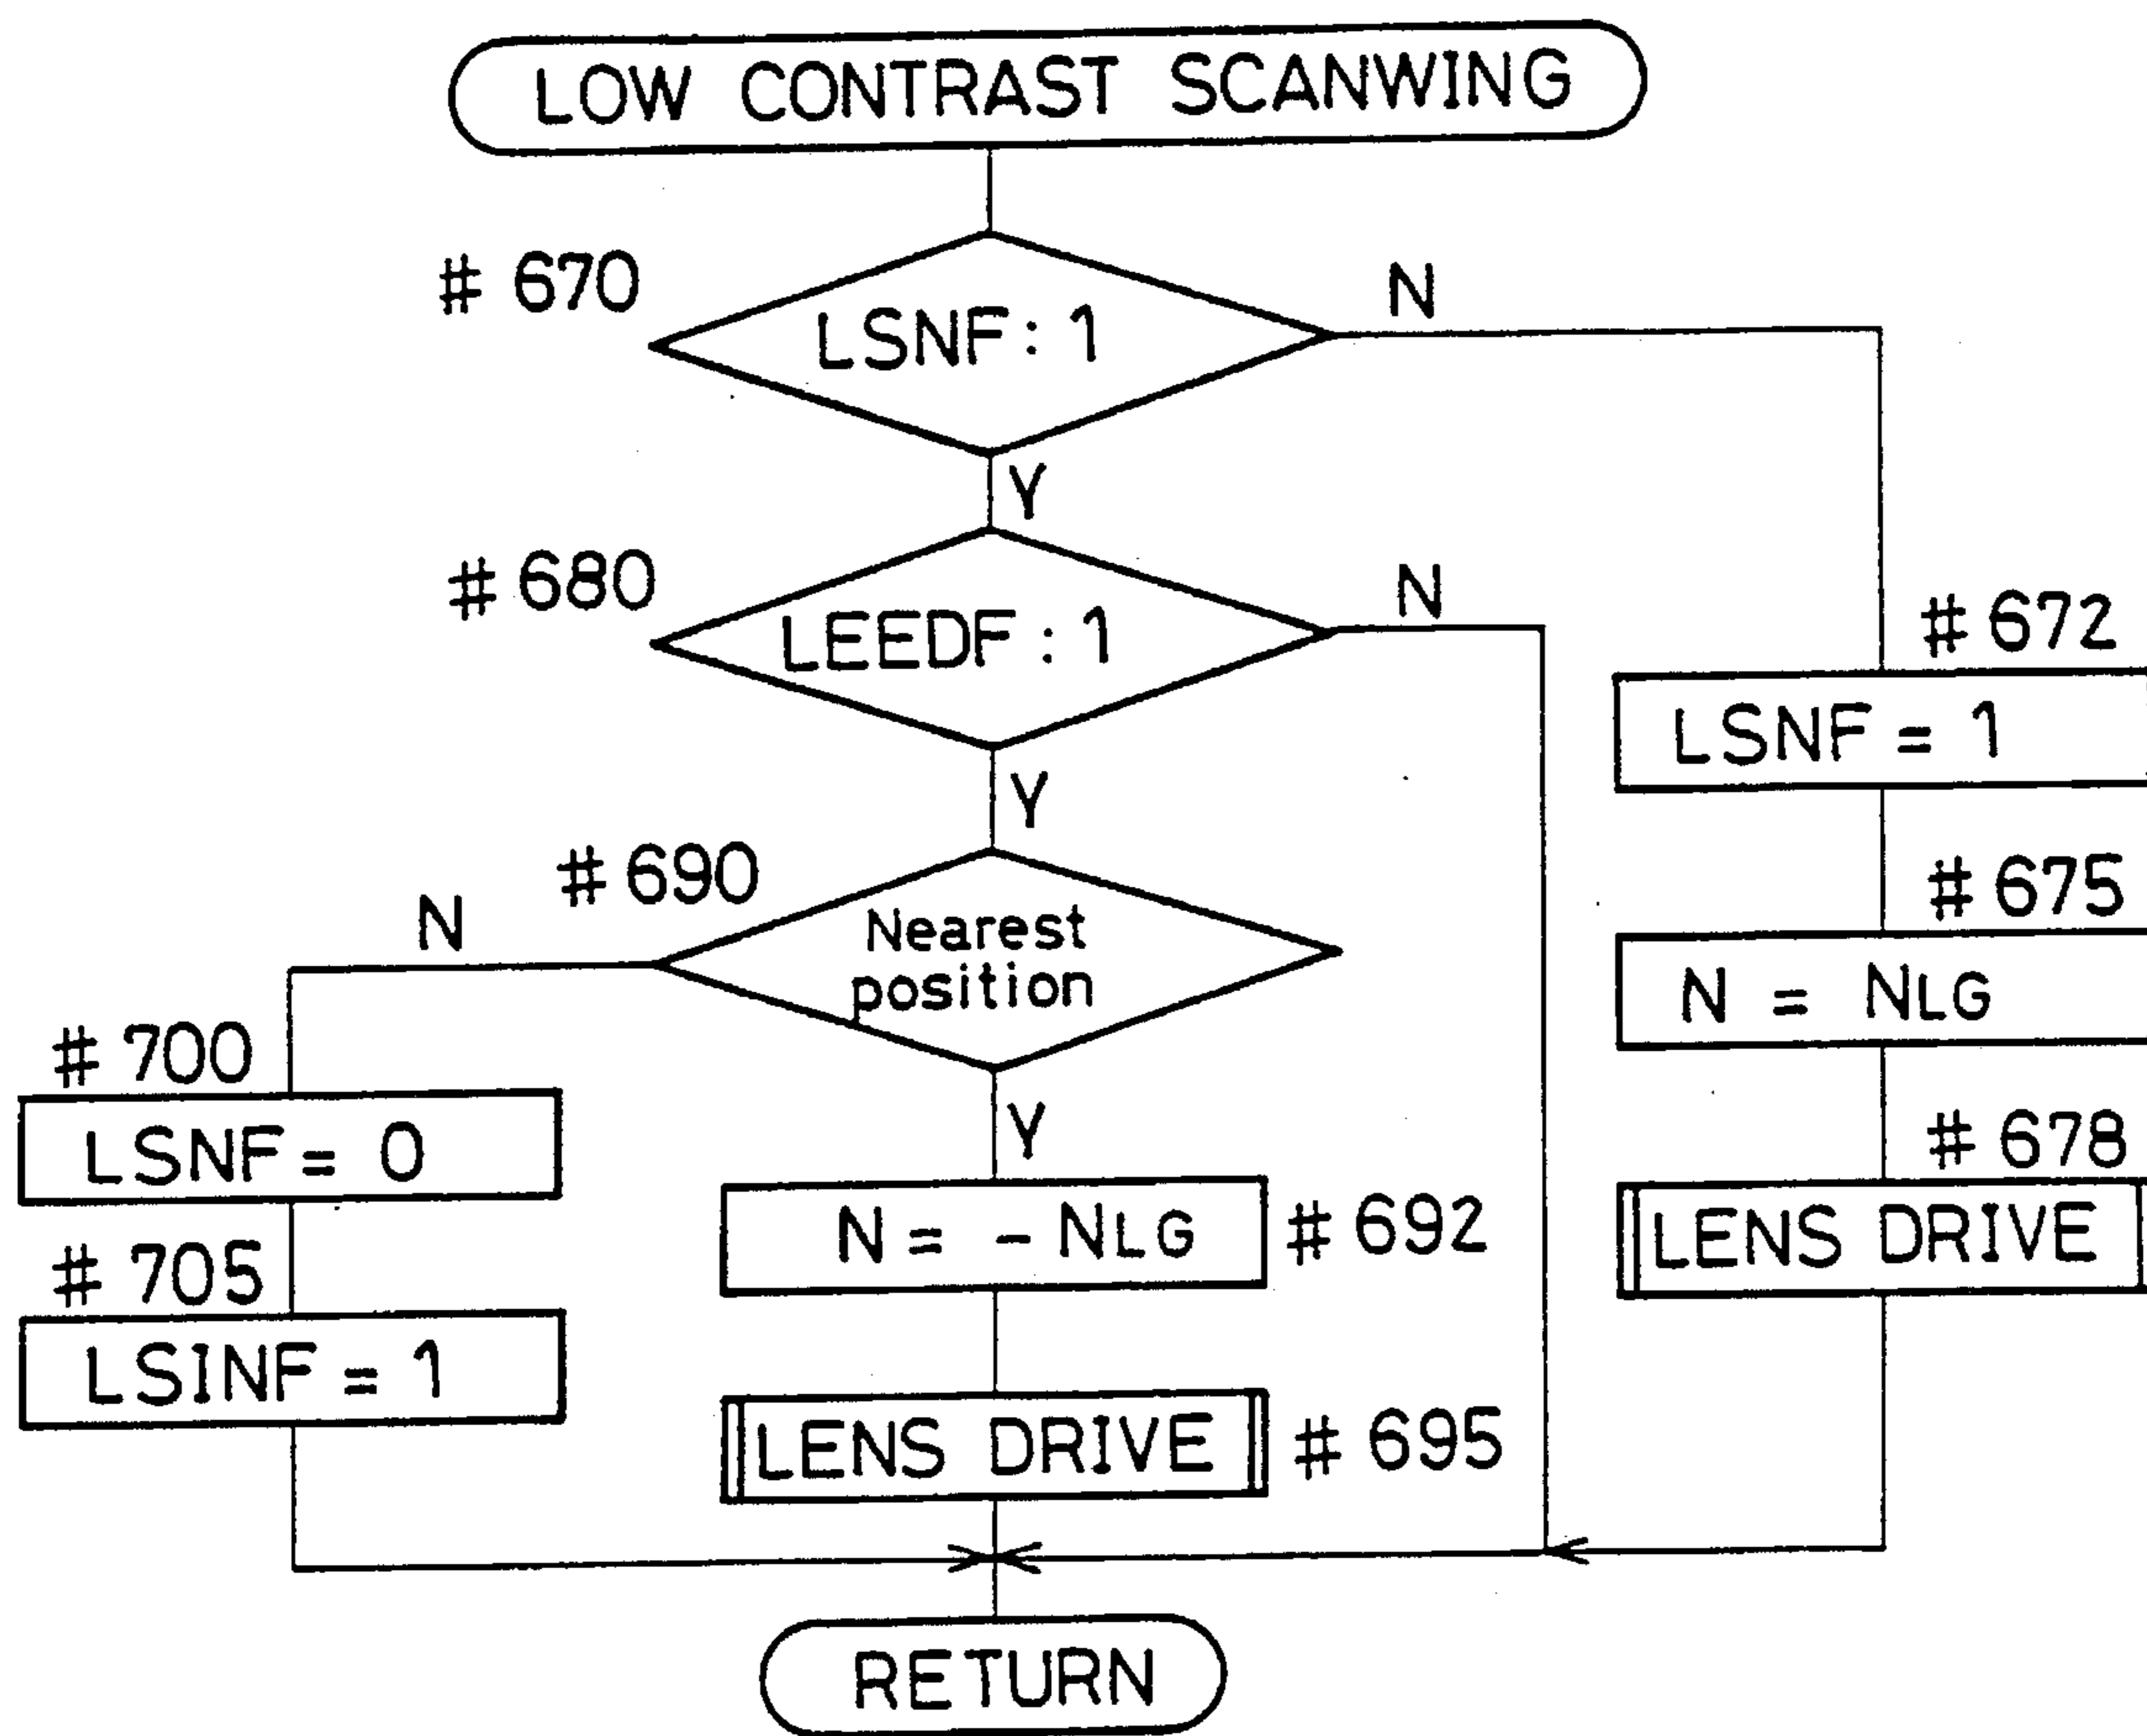 LOW CONTRAST SCANWING
# 670
LSNF : 1
N
Y
# 680
LEEDF : 1
N
Y
# 672
LSNF = 1
# 675
N = NLG
# 678
LENS DRIVE
# 690
Nearest
position
N
Y
# 700
LSNF = 0
# 705
LSINF = 1
N = - NLG
# 692
LENS DRIVE
# 695
RETURN